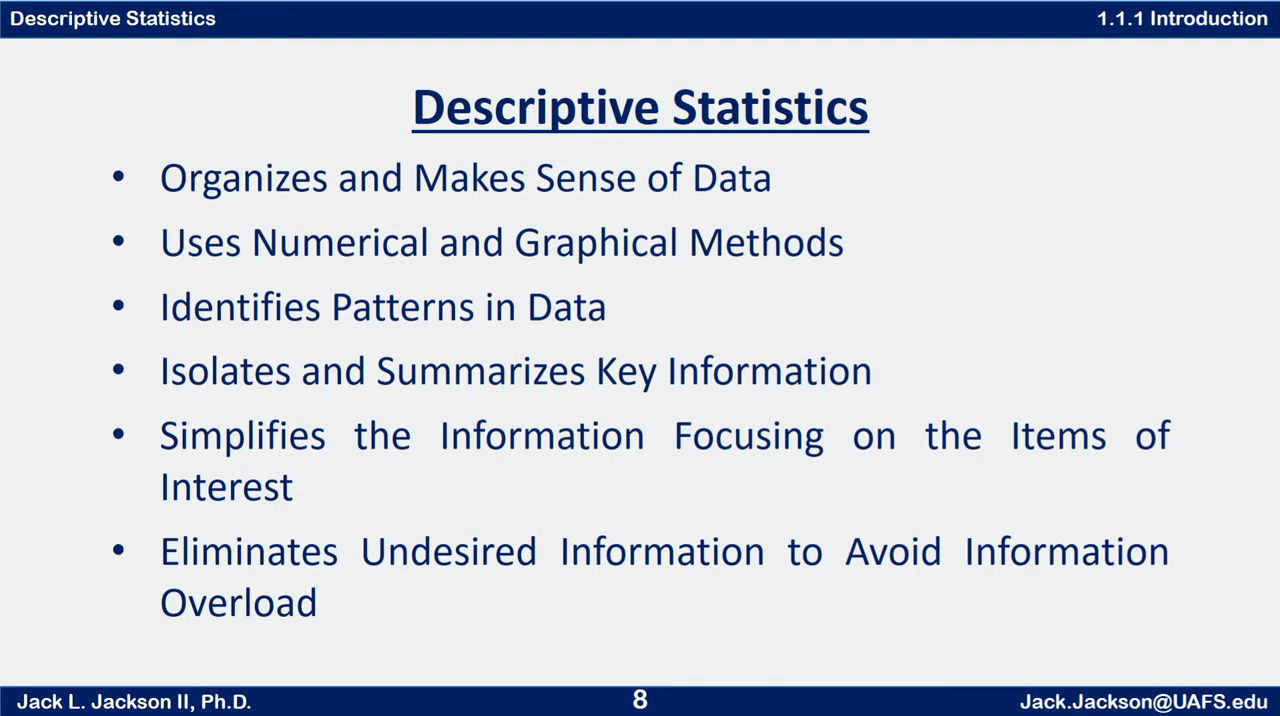 Descriptive Statistics
1.1.1 Introduction
Descriptive Statistics
• Organizes and Makes Sense of Data
• Uses Numerical and Graphical Methods
• Identifies Patterns in Data
• Isolates and Summarizes Key Information
• Simplifies the Information Focusing on the Items of
Interest
• Eliminates Undesired Information to Avoid Information
Overload
Jack L. Jackson II, Ph.D.
8
Jack.Jackson@UAFS.edu